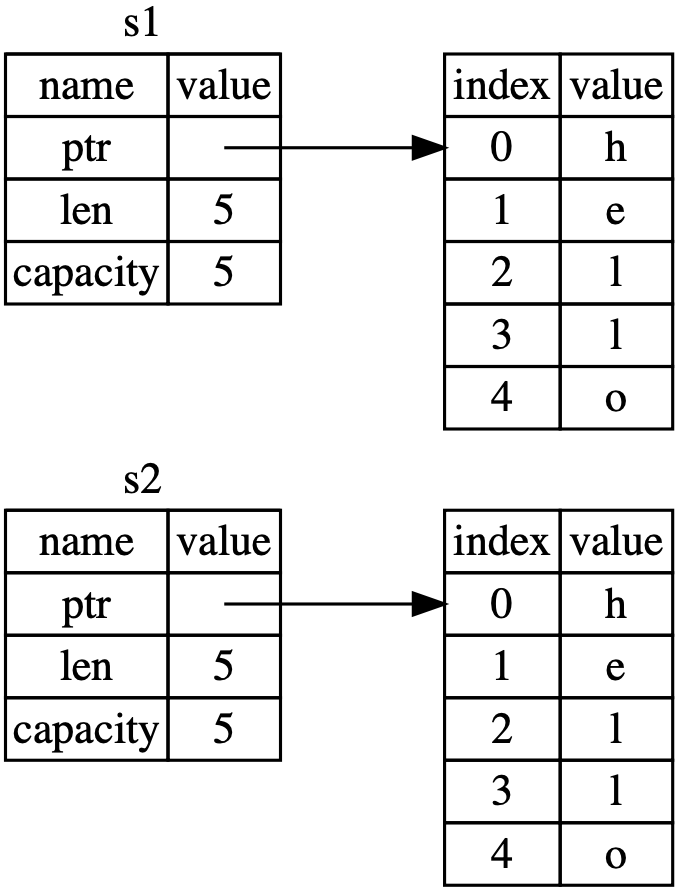 s1
name value
ptr
len 5
capacity 5
index value
0 h
1 e
2 l
3 l
4 o
s2
name value
ptr
len 5
capacity 5
index value
0 h
1 e
2 l
3 l
4 o